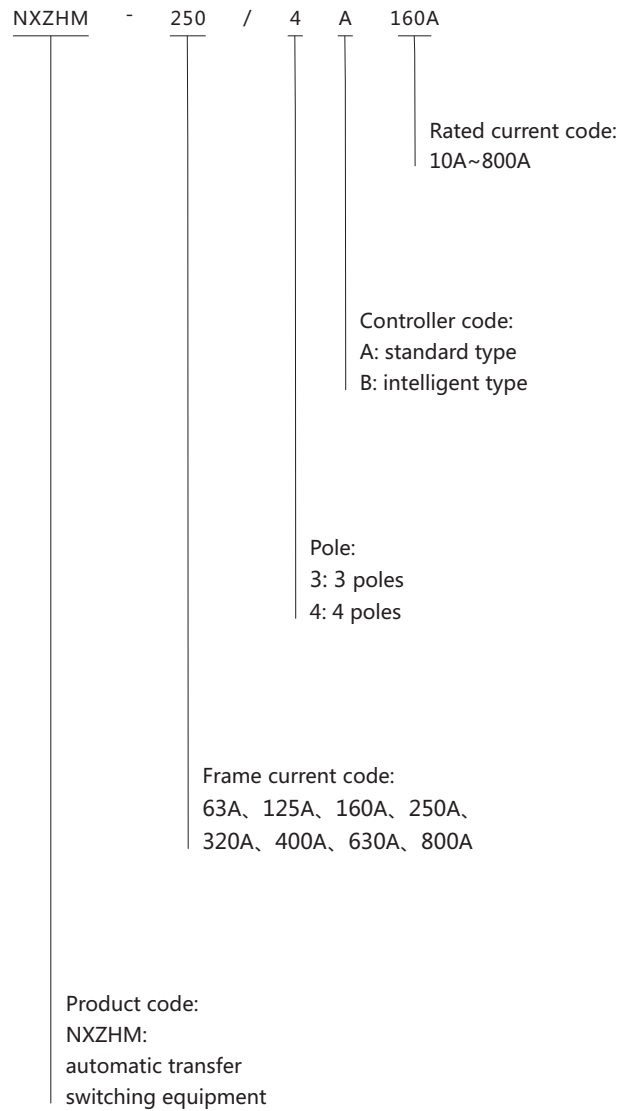 NXZHM - 250 / 4 A 160A
Rated current code:
10A~800A
Controller code:
A: standard type
B: intelligent type
Pole:
3: 3 poles
4: 4 poles
Frame current code:
63A、125A、160A、250A、
320A、400A、630A、800A
Product code:
NXZHM:
automatic transfer
switching equipment